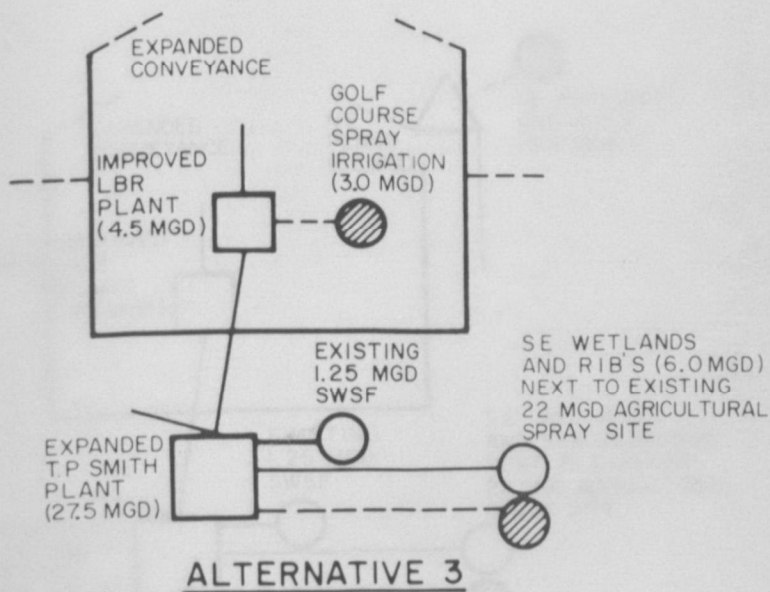 EXPANDED
CONVEYANCE
GOLF
COURSE
SPRAY
IRRIGATION
(3.0 MGD)
IMPROVED
LBR
PLANT
(4.5 MGD)
EXISTING
1.25 MGD
SWSF
SE WETLANDS
AND RIB'S (6.0 MGD)
NEXT TO EXISTING
22 MGD AGRICULTURAL
SPRAY SITE
EXPANDED
T.P. SMITH
PLANT
(27.5 MGD)
ALTERNATIVE 3